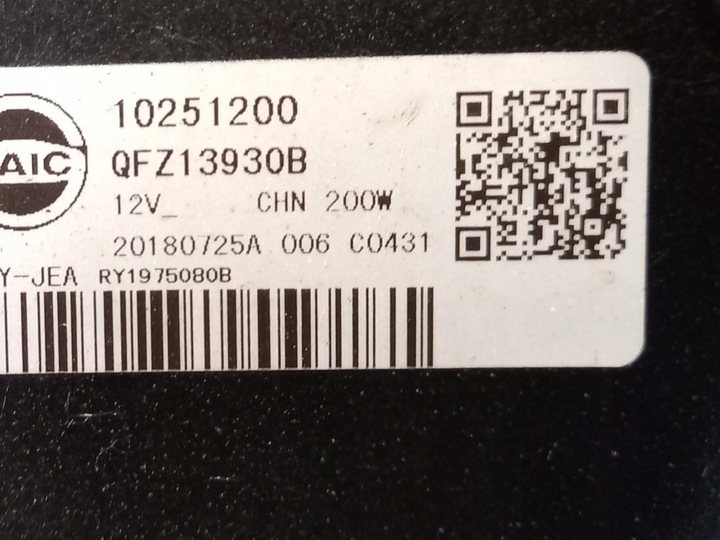 AIC
10251200
QFZ13930B
12V_ CHN 200W
20180725A 006 C0431
Y-JEA RY1975080B